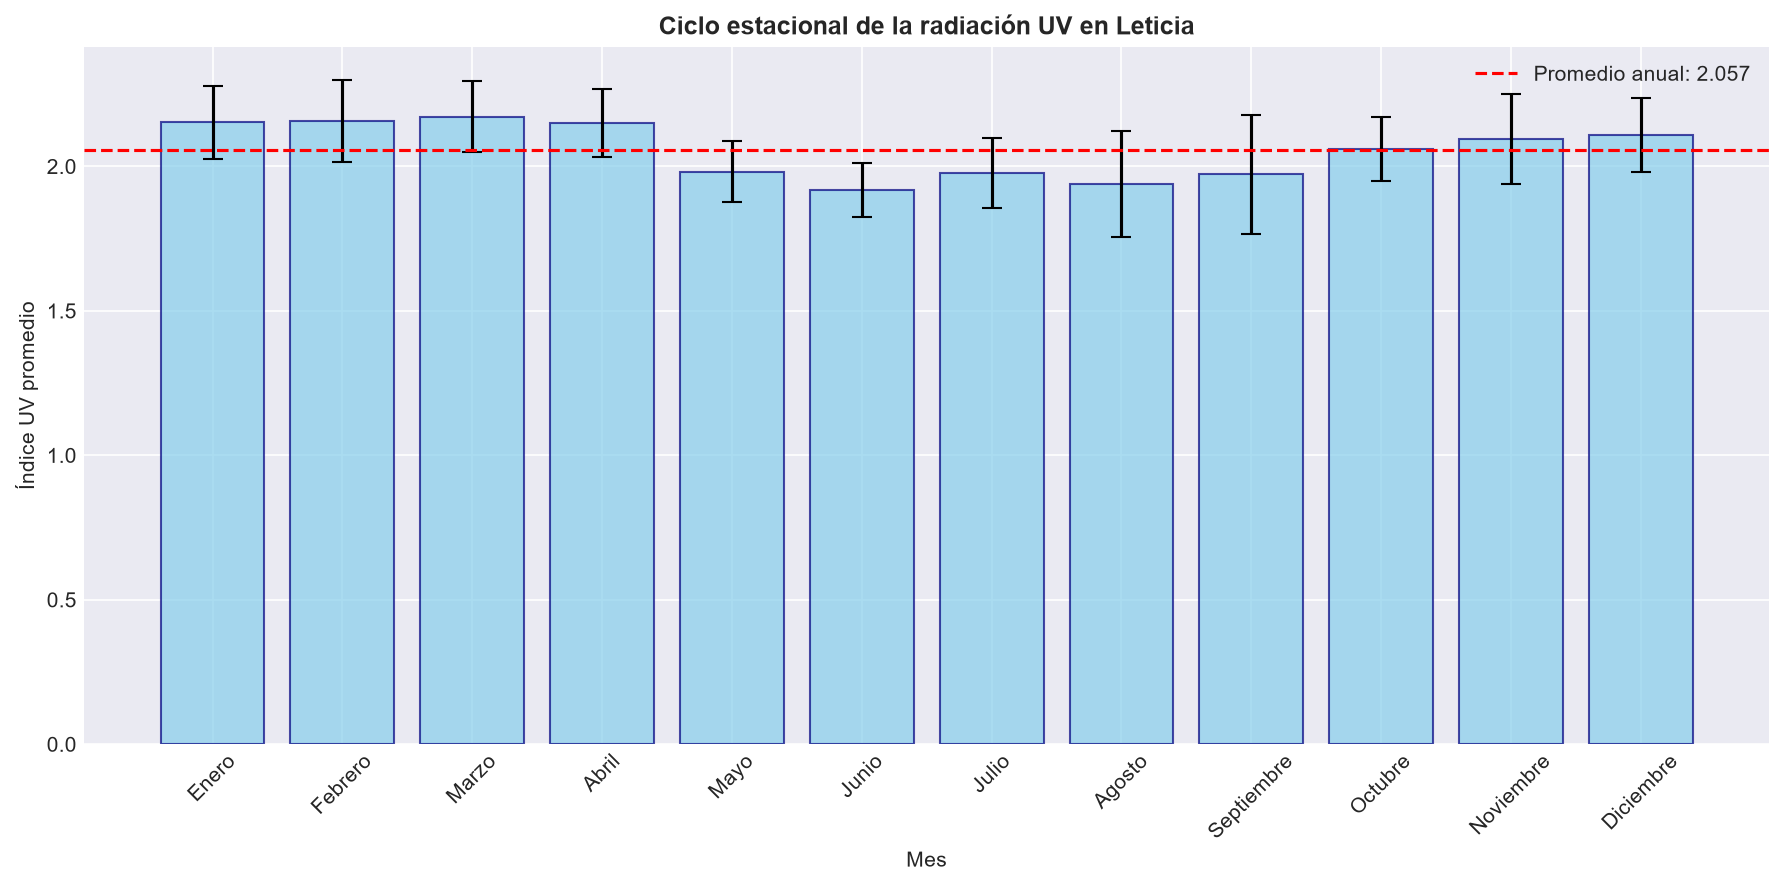 Ciclo estacional de la radiación UV en Leticia
Promedio anual: 2.057
Índice UV promedio
2.0
1.5
1.0
0.5
0.0
Enero
Febrero
Marzo
Abril
Mayo
Junio
Julio
Agosto
Septiembre
Octubre
Noviembre
Diciembre
Mes